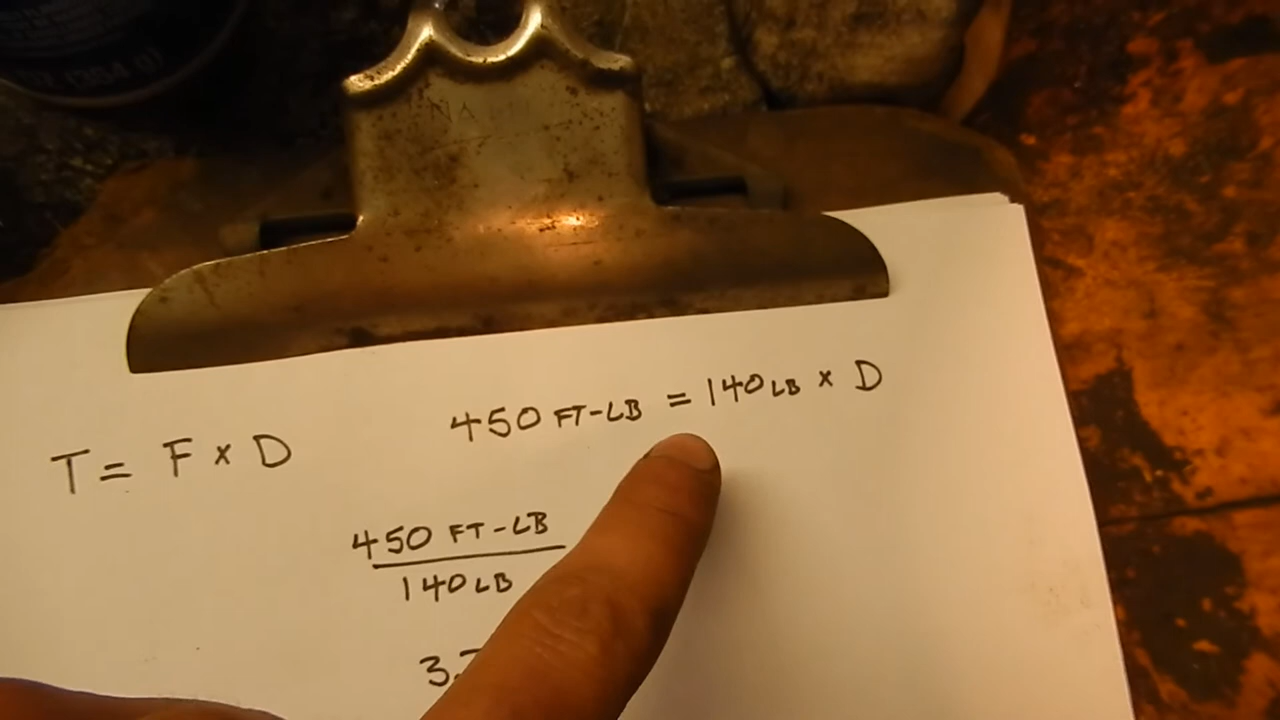 T = F × D
450 FT-LB = 140 LB × D
450 FT-LB
140 LB